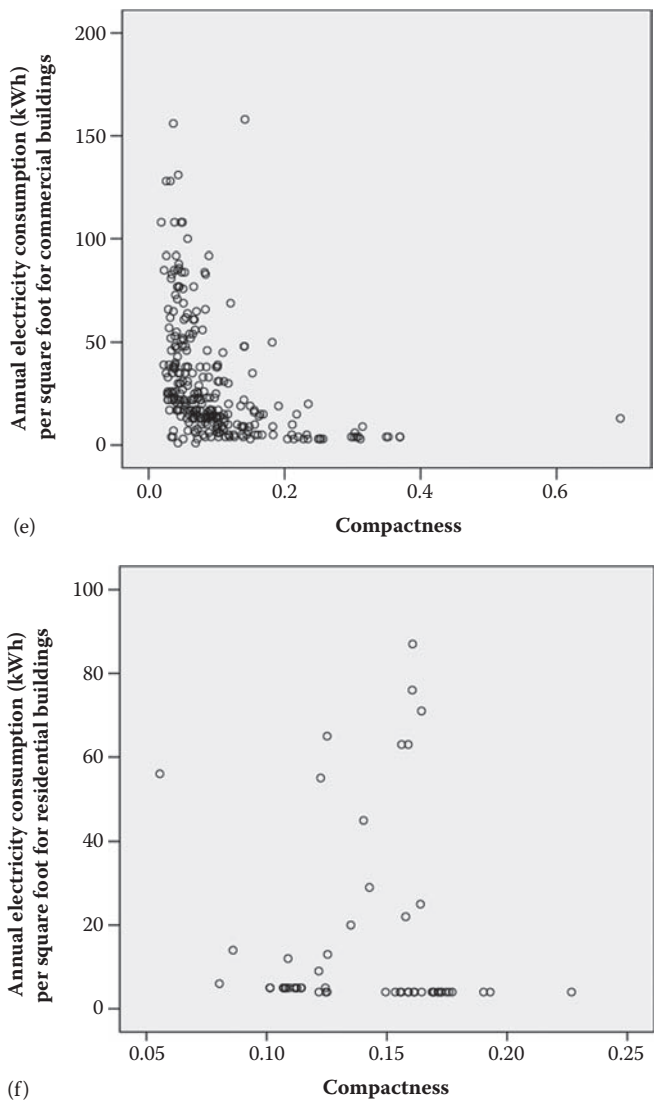 200
150
100
50
0
Annual electricity consumption (kWh)
per square foot for commercial buildings
0.0 0.2 0.4 0.6
(e)
Compactness
100
80
60
40
20
0
Annual electricity consumption (kWh)
per square foot for residential buildings
0.05 0.10 0.15 0.20 0.25
(f)
Compactness